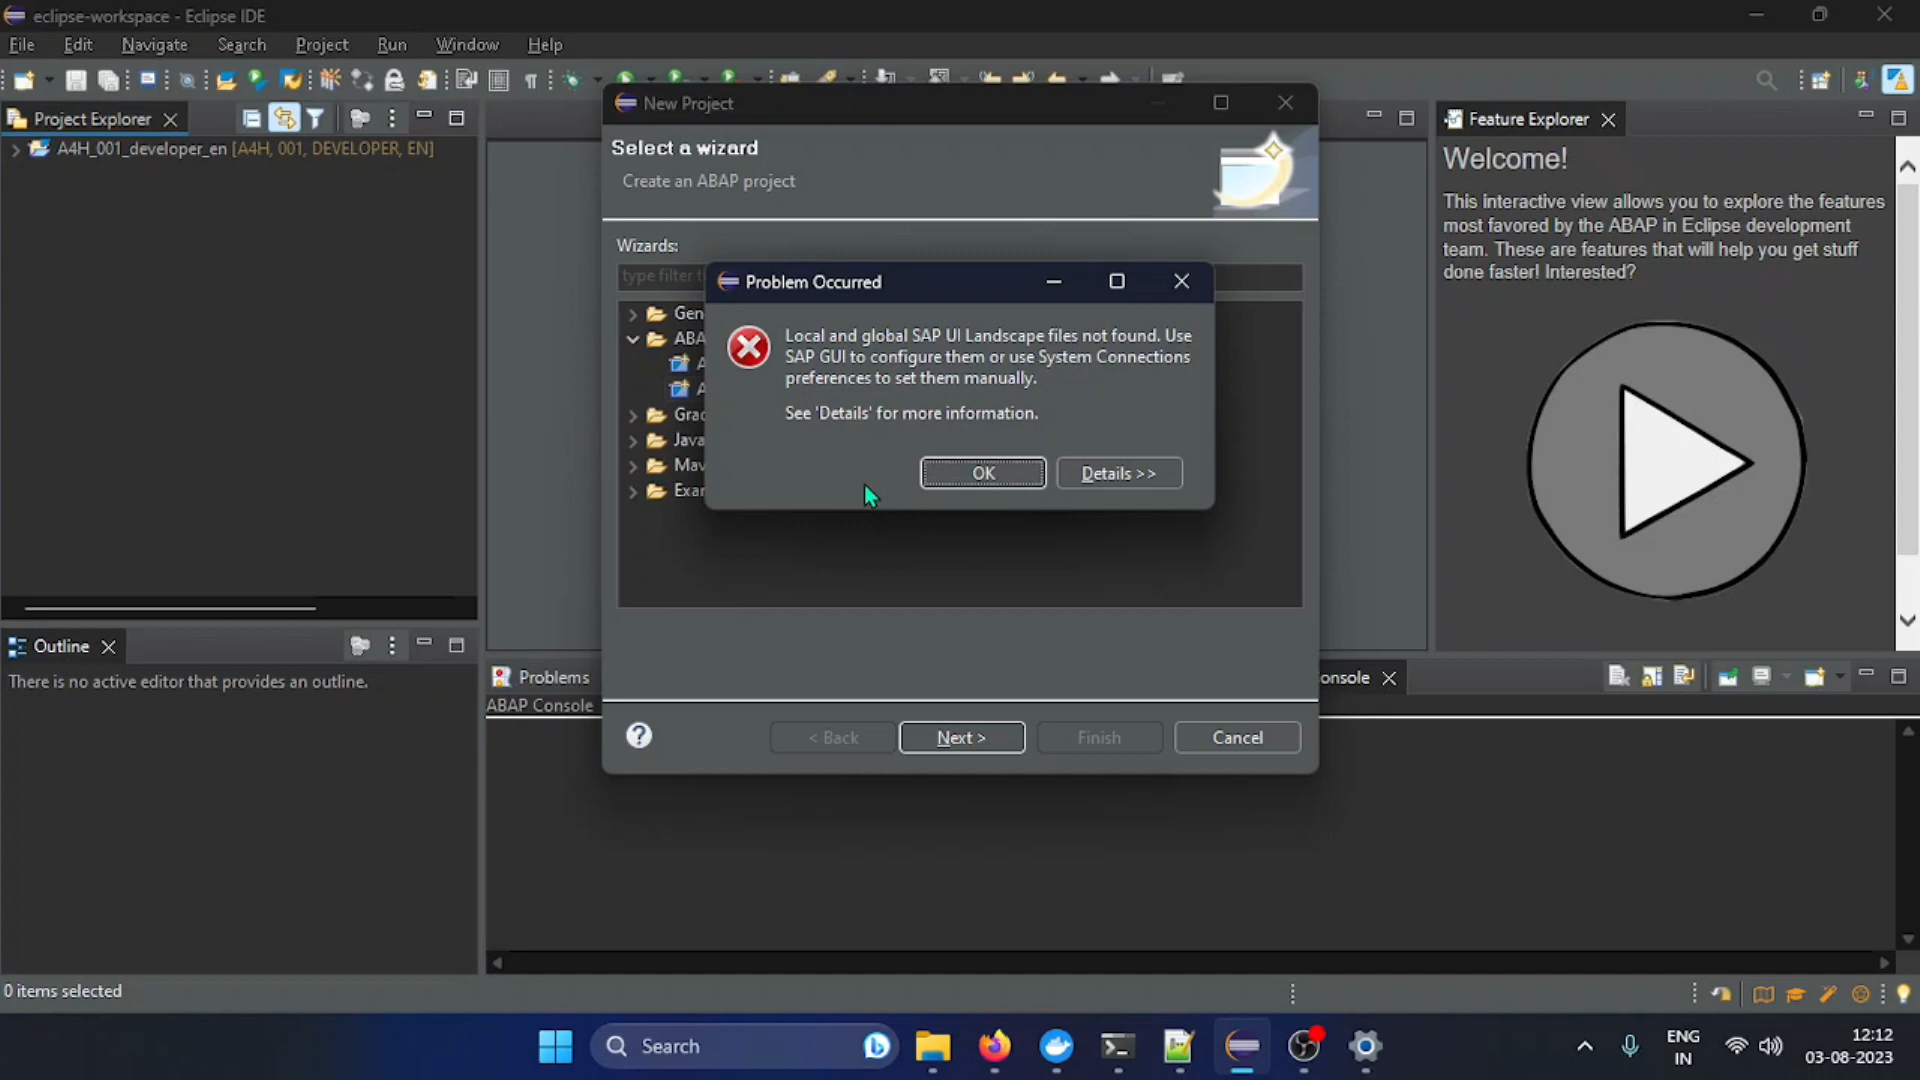 eclipse-workspace - Eclipse IDE
File Edit Navigate Search Project Run Window Help
Project Explorer
A4H_001_developer_en [A4H, 001, DEVELOPER, EN]
New Project
Select a wizard
Create an ABAP project
Wizards:
type filter
Problem Occurred
Local and global SAP UI Landscape files not found. Use
SAP GUI to configure them or use System Connections
preferences to set them manually.
See 'Details' for more information.
OK
Details >>
< Back
Next >
Finish
Cancel
Feature Explorer
Welcome!
This interactive view allows you to explore the features
most favored by the ABAP in Eclipse development
team. These are features that will help you get stuff
done faster! Interested?
Outline
There is no active editor that provides an outline.
Problems
onsole
ABAP Console
0 items selected
Search
ENG
IN
12:12
03-08-2023